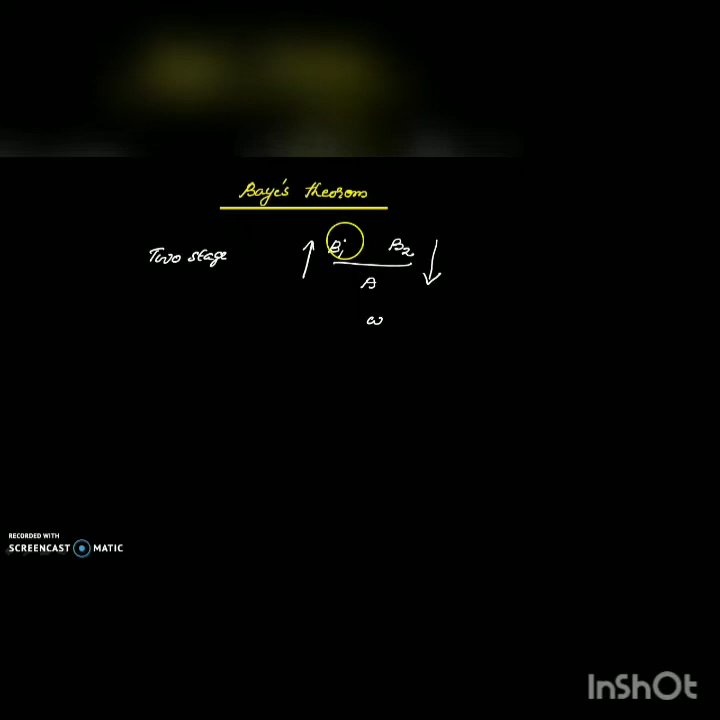 Baye's theorem
Two stage
B1 B2
A
ω
RECORDED WITH
SCREENCAST MATIC
InShOt